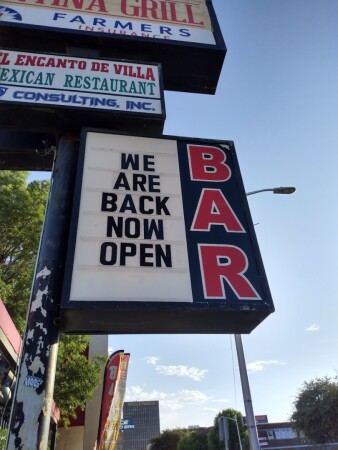 TINA GRILL
FARMERS
INSURANCE
EL ENCANTO DE VILLA
MEXICAN RESTAURANT
CONSULTING, INC.
WE
ARE
BACK
NOW
OPEN
BAR